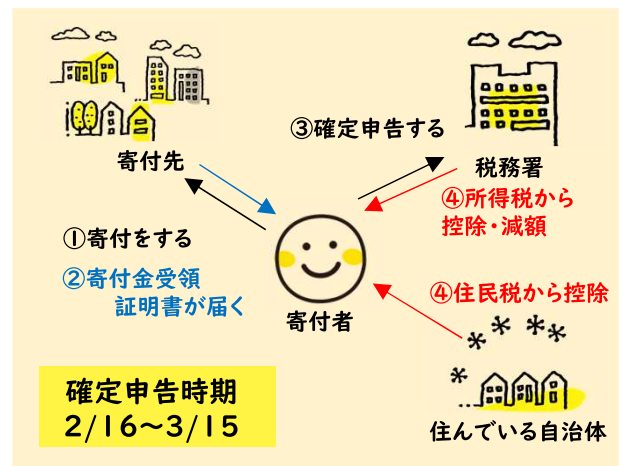 寄付先
③確定申告する
税務署
④所得税から
控除・減額
①寄付をする
②寄付金受領
証明書が届く
寄付者
④住民税から控除
住んでいる自治体
確定申告時期
2/16～3/15